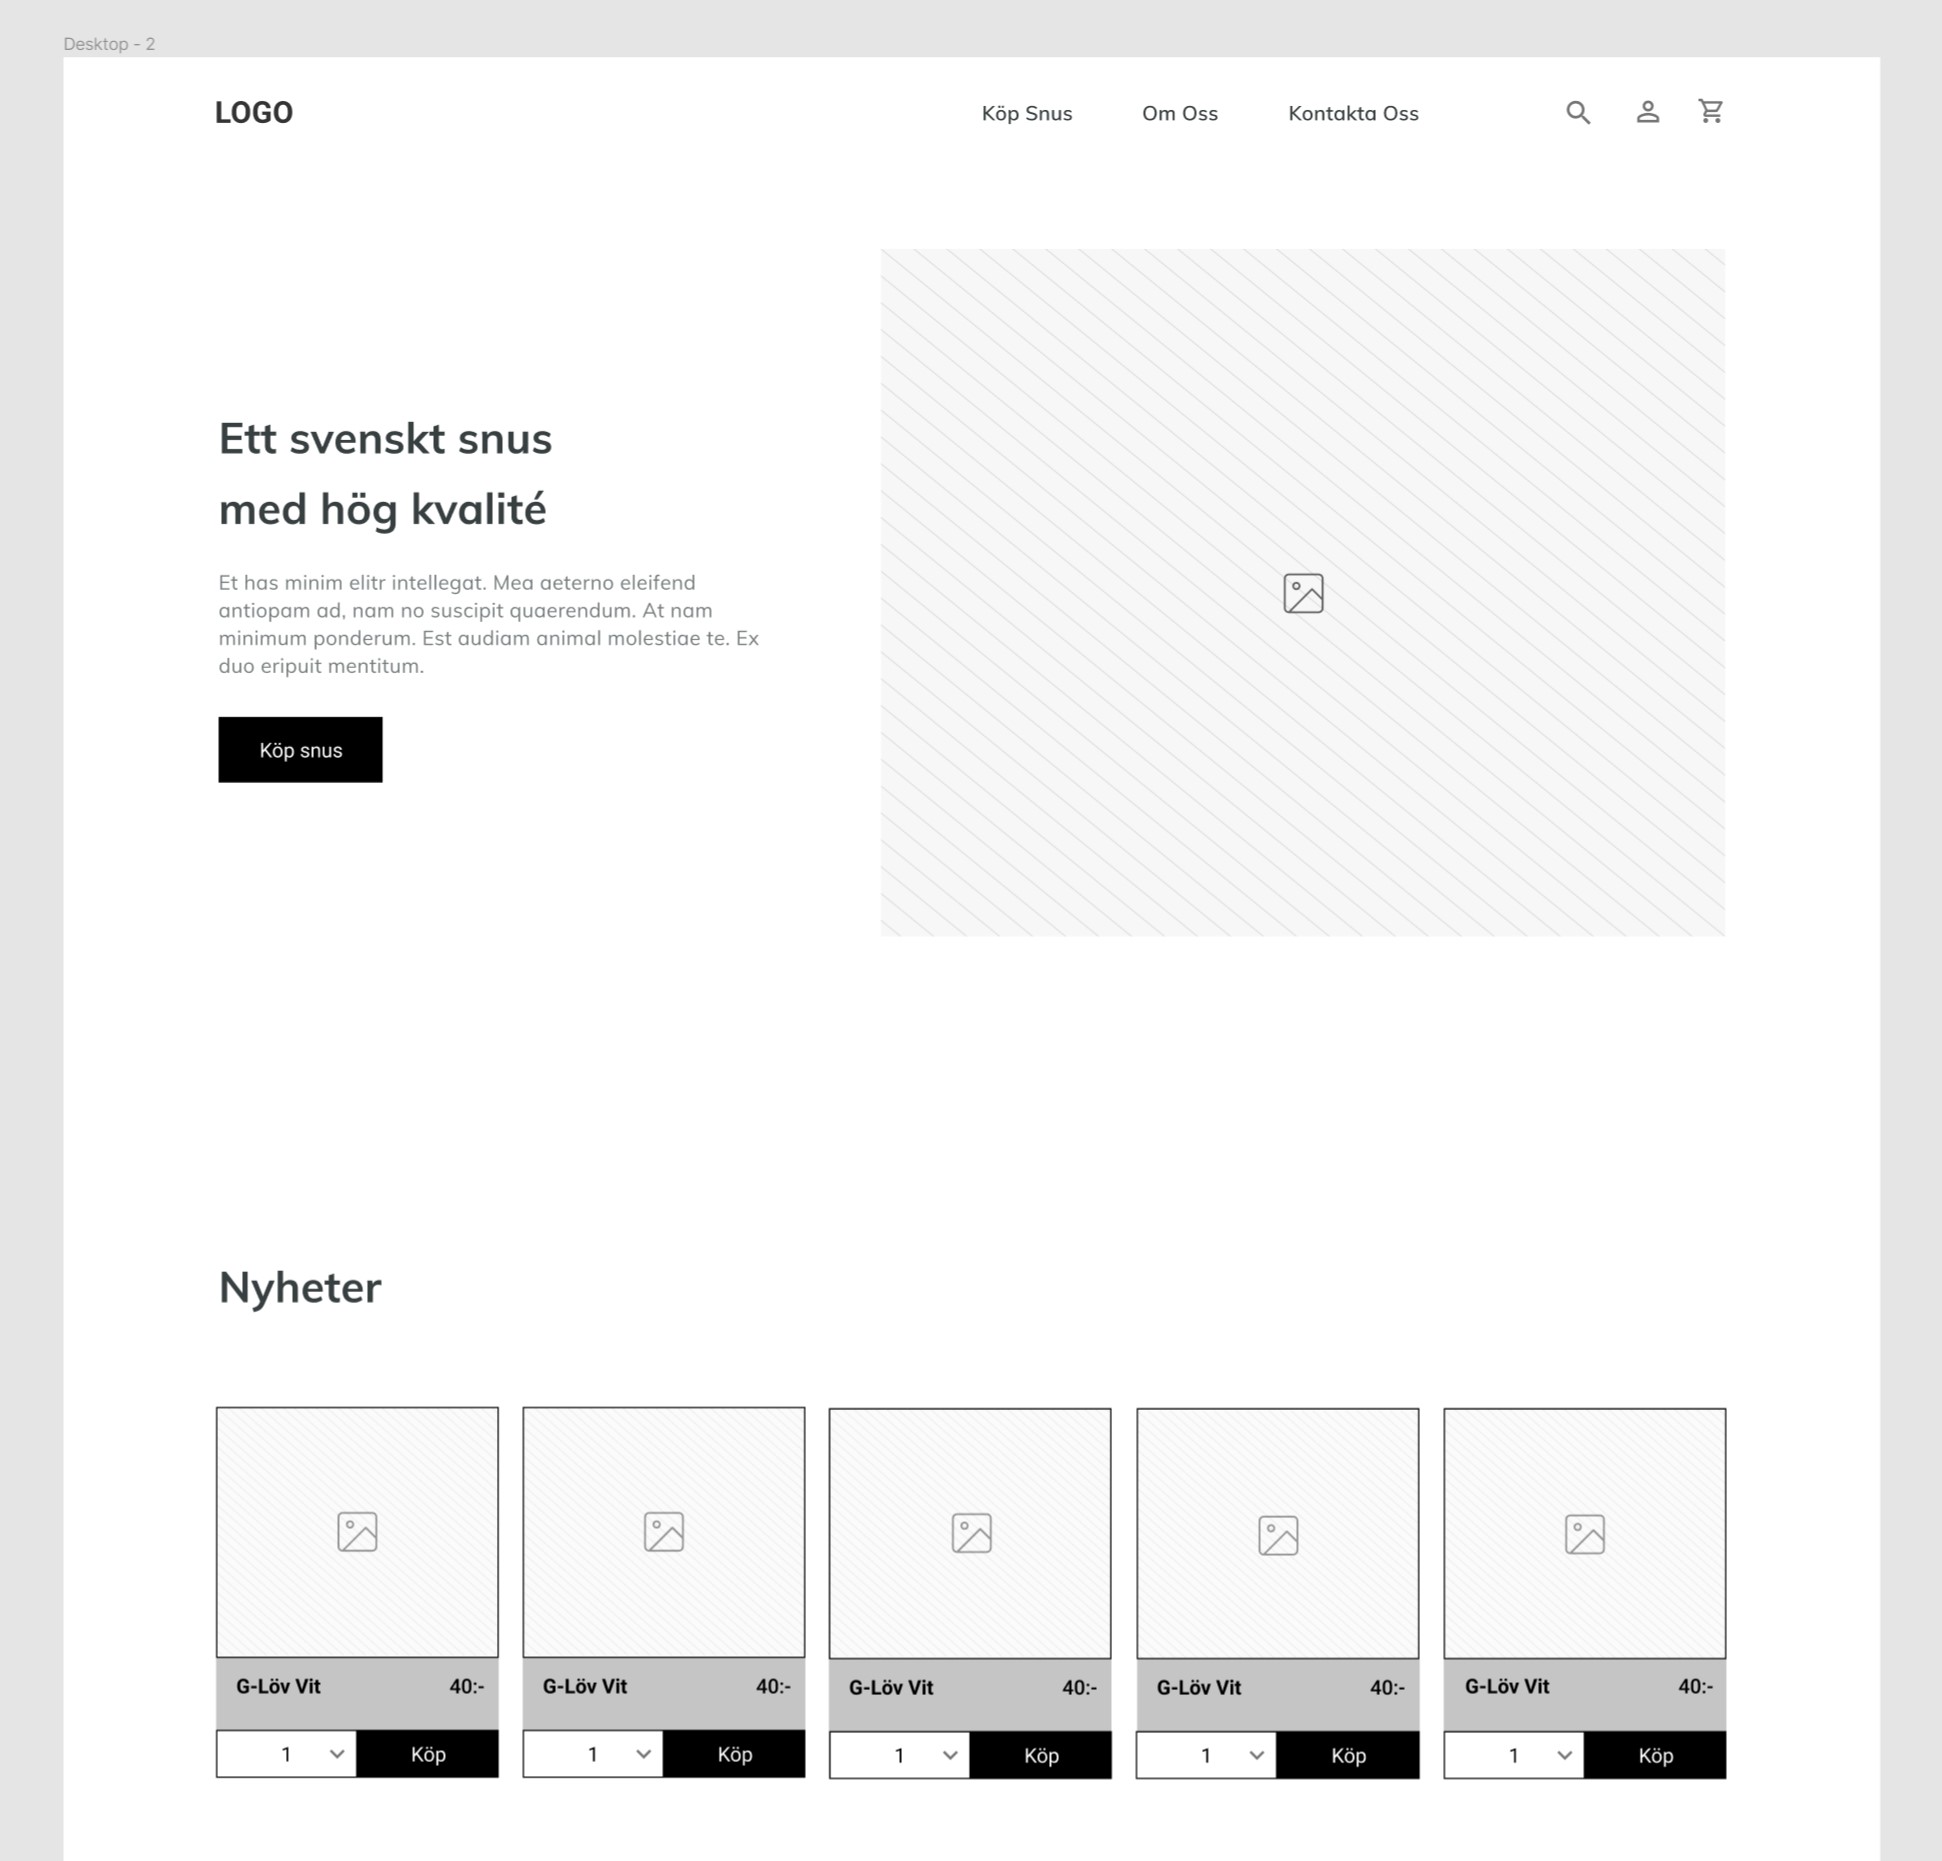 Desktop - 2
LOGO
Köp Snus
Om Oss
Kontakta Oss
Ett svenskt snus
med hög kvalité
Et has minim elitr intellegat. Mea aeterno eleifend
antiopam ad, nam no suscipit quaerendum. At nam
minimum ponderum. Est audiam animal molestiae te. Ex
duo eripuit mentitum.
Köp snus
Nyheter
G-Löv Vit 40:-
1 Köp
G-Löv Vit 40:-
1 Köp
G-Löv Vit 40:-
1 Köp
G-Löv Vit 40:-
1 Köp
G-Löv Vit 40:-
1 Köp